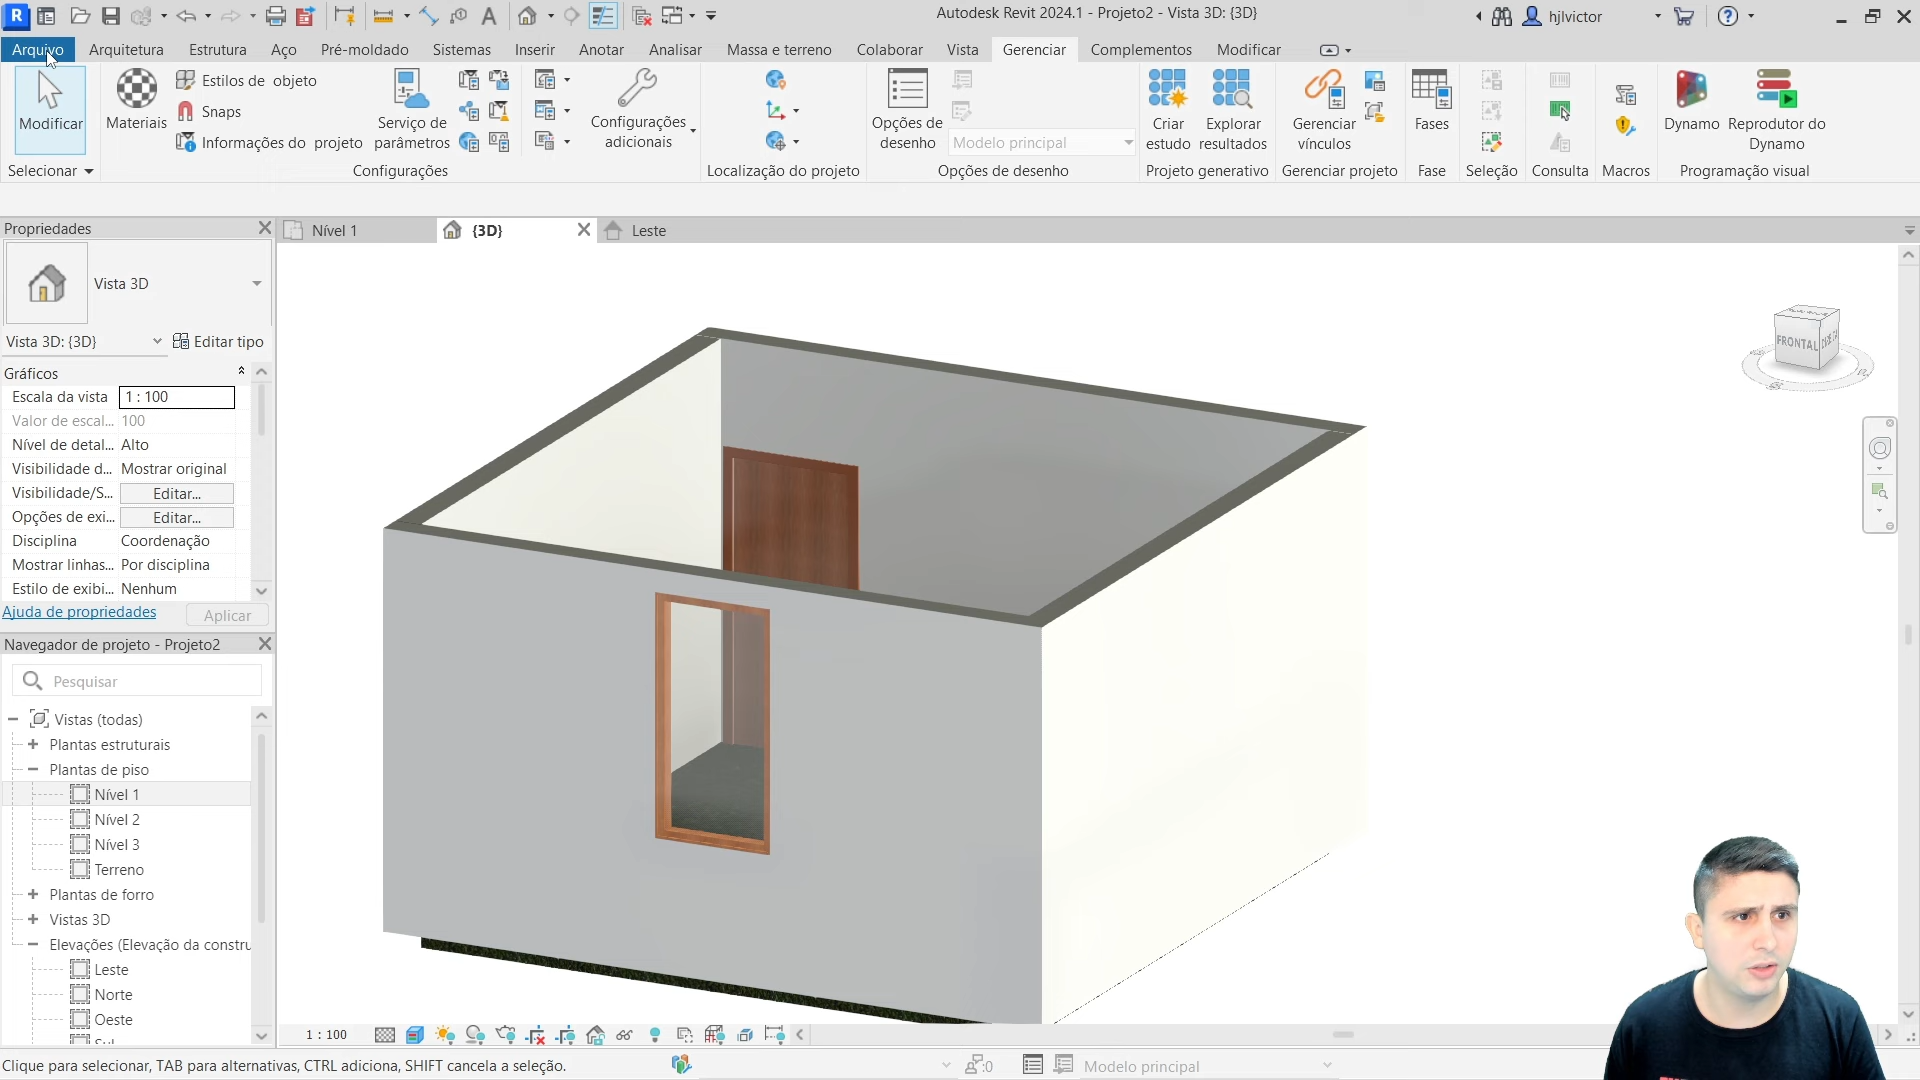 Autodesk Revit 2024.1 - Projeto2 - Vista 3D: {3D}
hjlvictor
Arquivo
Arquitetura
Estrutura
Aço
Pré-moldado
Sistemas
Inserir
Anotar
Analisar
Massa e terreno
Colaborar
Vista
Gerenciar
Complementos
Modificar
Modificar
Materiais
Estilos de objeto
Snaps
Informações do projeto
Serviço de
parâmetros
Configurações
adicionais
Opções de
desenho
Modelo principal
Criar
estudo
Explorar
resultados
Gerenciar
vínculos
Fases
Dynamo
Reprodutor do
Dynamo
Selecionar
Configurações
Localização do projeto
Opções de desenho
Projeto generativo
Gerenciar projeto
Fase
Seleção
Consulta
Macros
Programação visual
Propriedades
Nível 1
{3D}
Leste
Vista 3D
Vista 3D: {3D}
Editar tipo
Gráficos
Escala da vista 1 : 100
Valor de escal... 100
Nível de detal... Alto
Visibilidade d... Mostrar original
Visibilidade/S... Editar...
Opções de exi... Editar...
Disciplina Coordenação
Mostrar linhas... Por disciplina
Estilo de exibi... Nenhum
Ajuda de propriedades
Aplicar
Navegador de projeto - Projeto2
Pesquisar
Vistas (todas)
Plantas estruturais
Plantas de piso
Nível 1
Nível 2
Nível 3
Terreno
Plantas de forro
Vistas 3D
Elevações (Elevação da constru
Leste
Norte
Oeste
FRONTAL
1 : 100
Clique para selecionar, TAB para alternativas, CTRL adiciona, SHIFT cancela a seleção.
:0
Modelo principal